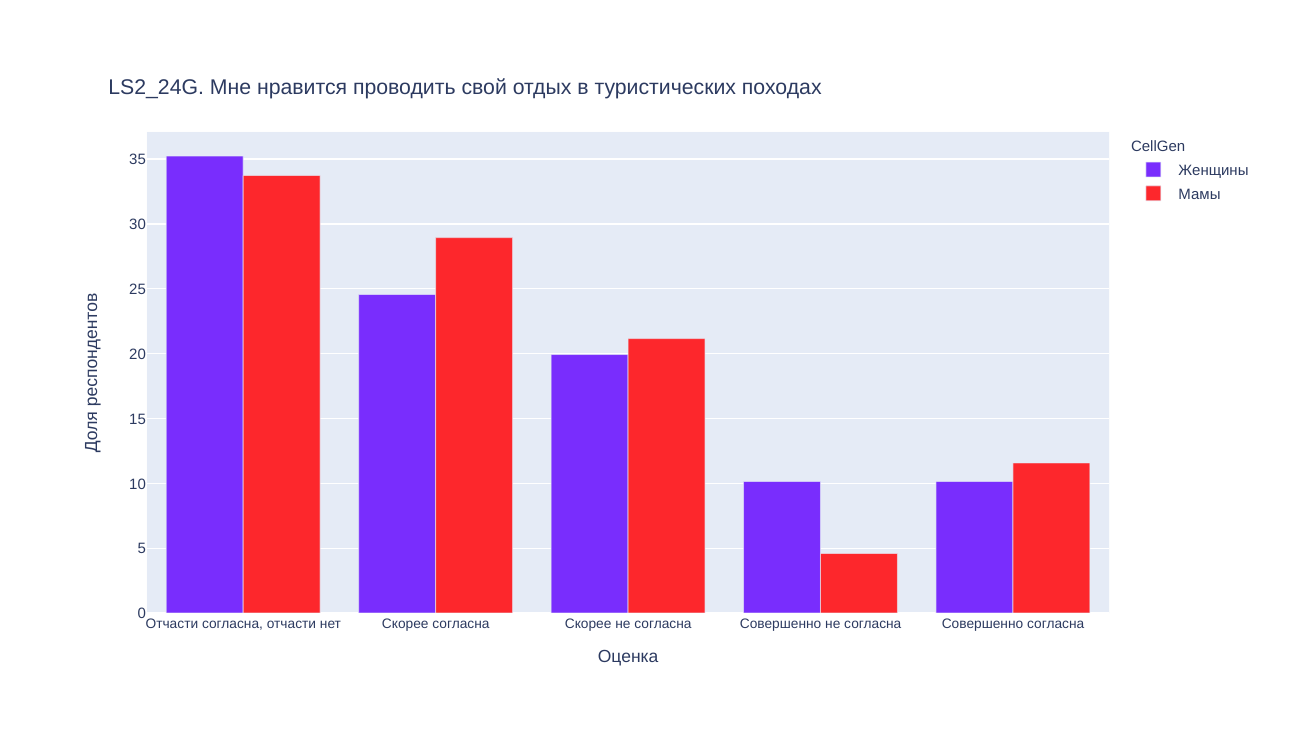 LS2_24G. Мне нравится проводить свой отдых в туристических походах
CellGen
Женщины
Мамы
Доля респондентов
35
30
25
20
15
10
5
0
Отчасти согласна, отчасти нет
Скорее согласна
Скорее не согласна
Совершенно не согласна
Совершенно согласна
Оценка